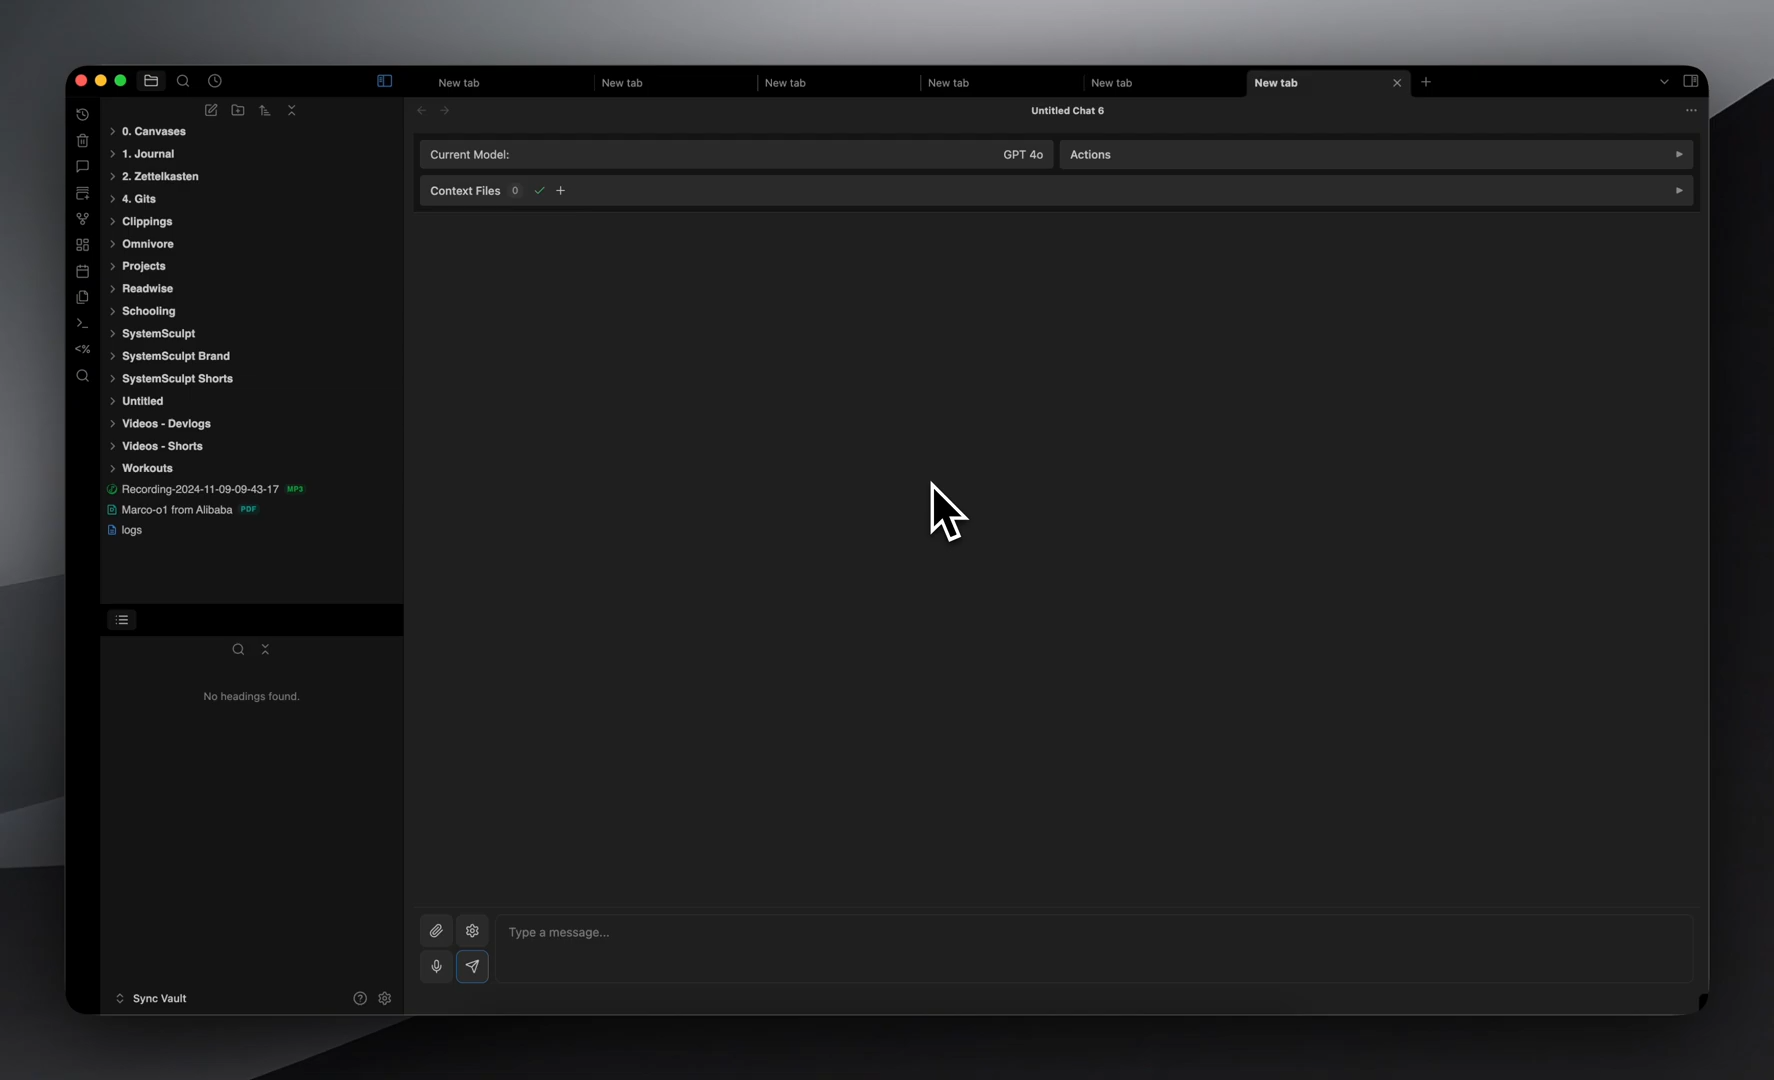 New tab
New tab
New tab
New tab
New tab
New tab
Untitled Chat 6
0. Canvases
1. Journal
2. Zettelkasten
4. Gits
Clippings
Omnivore
Projects
Readwise
Schooling
SystemSculpt
SystemSculpt Brand
SystemSculpt Shorts
Untitled
Videos - Devlogs
Videos - Shorts
Workouts
Recording-2024-11-09-09-43-17 MP3
Marco-o1 from Alibaba PDF
logs
No headings found.
Sync Vault
Current Model: GPT 4o
Actions
Context Files 0
Type a message...